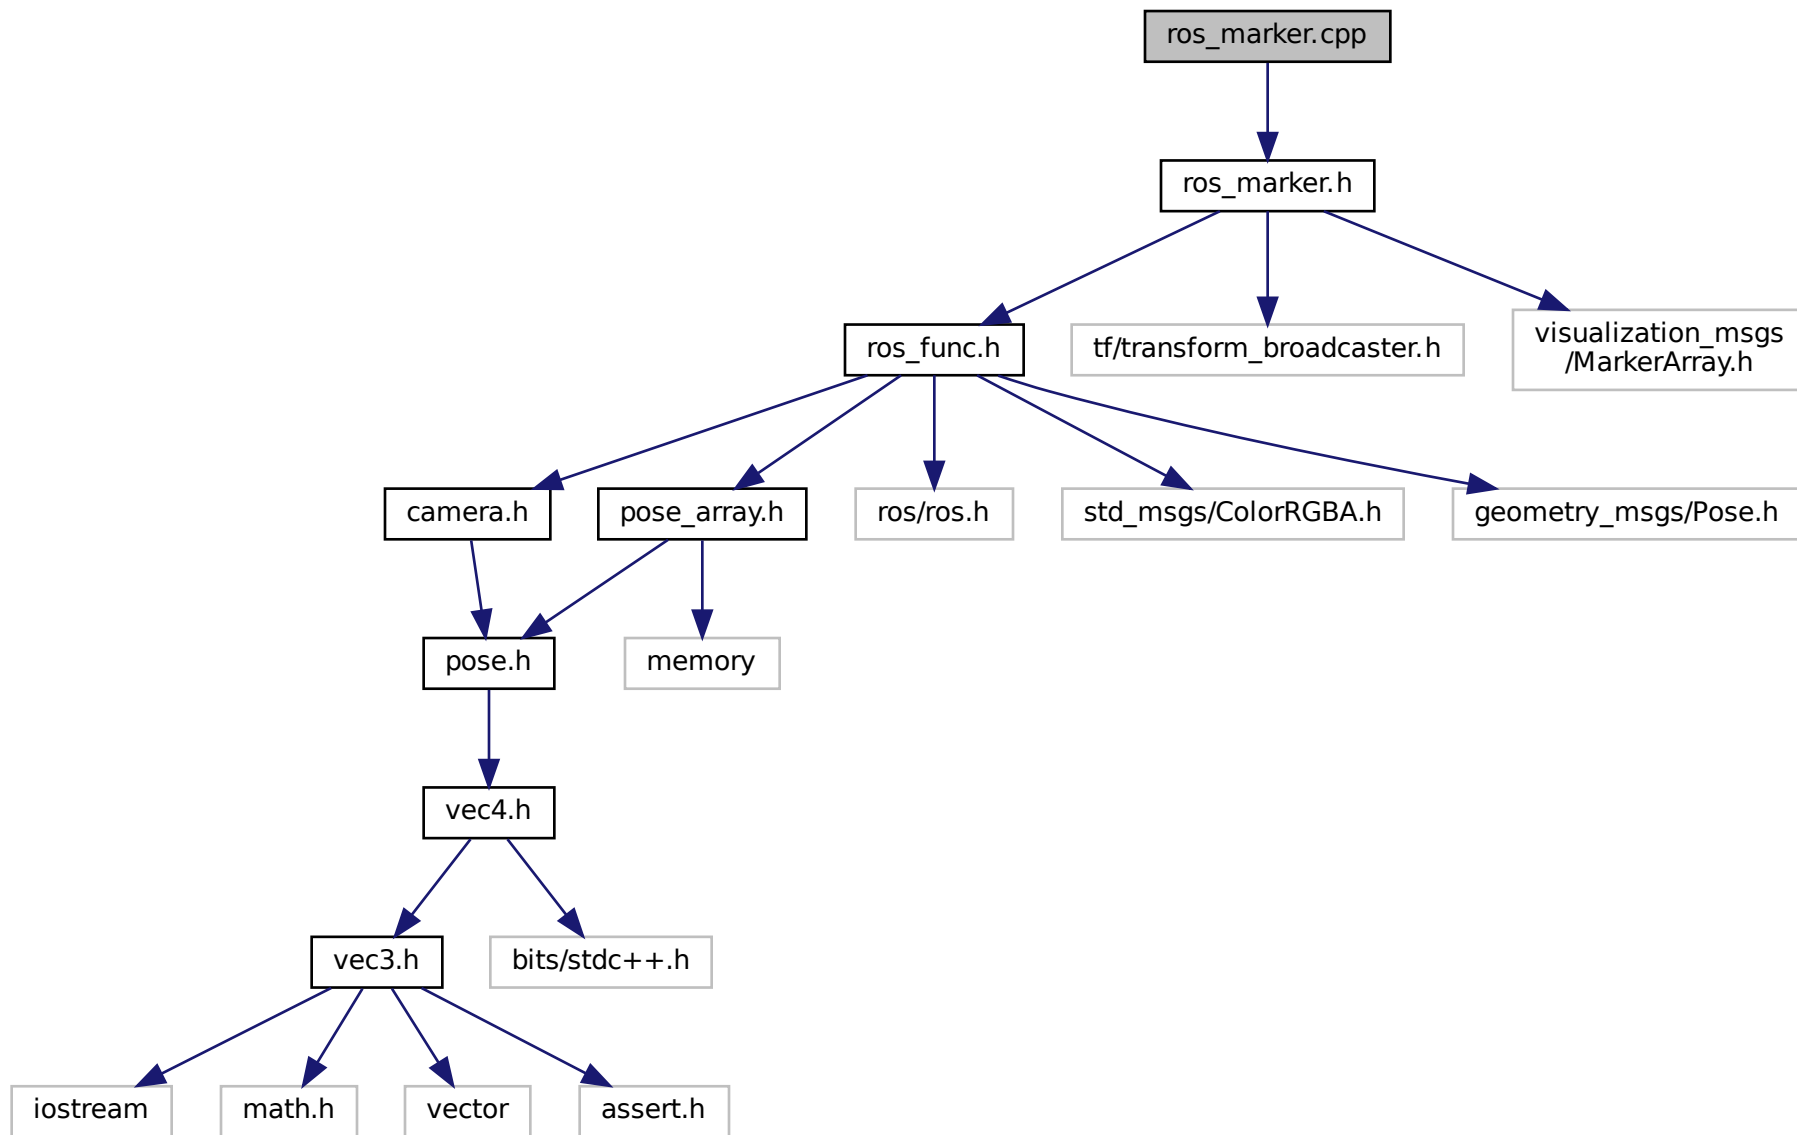 ros_marker.cpp
ros_marker.h
ros_func.h
tf/transform_broadcaster.h
visualization_msgs
/MarkerArray.h
camera.h
pose_array.h
ros/ros.h
std_msgs/ColorRGBA.h
geometry_msgs/Pose.h
pose.h
memory
vec4.h
vec3.h
bits/stdc++.h
iostream
math.h
vector
assert.h